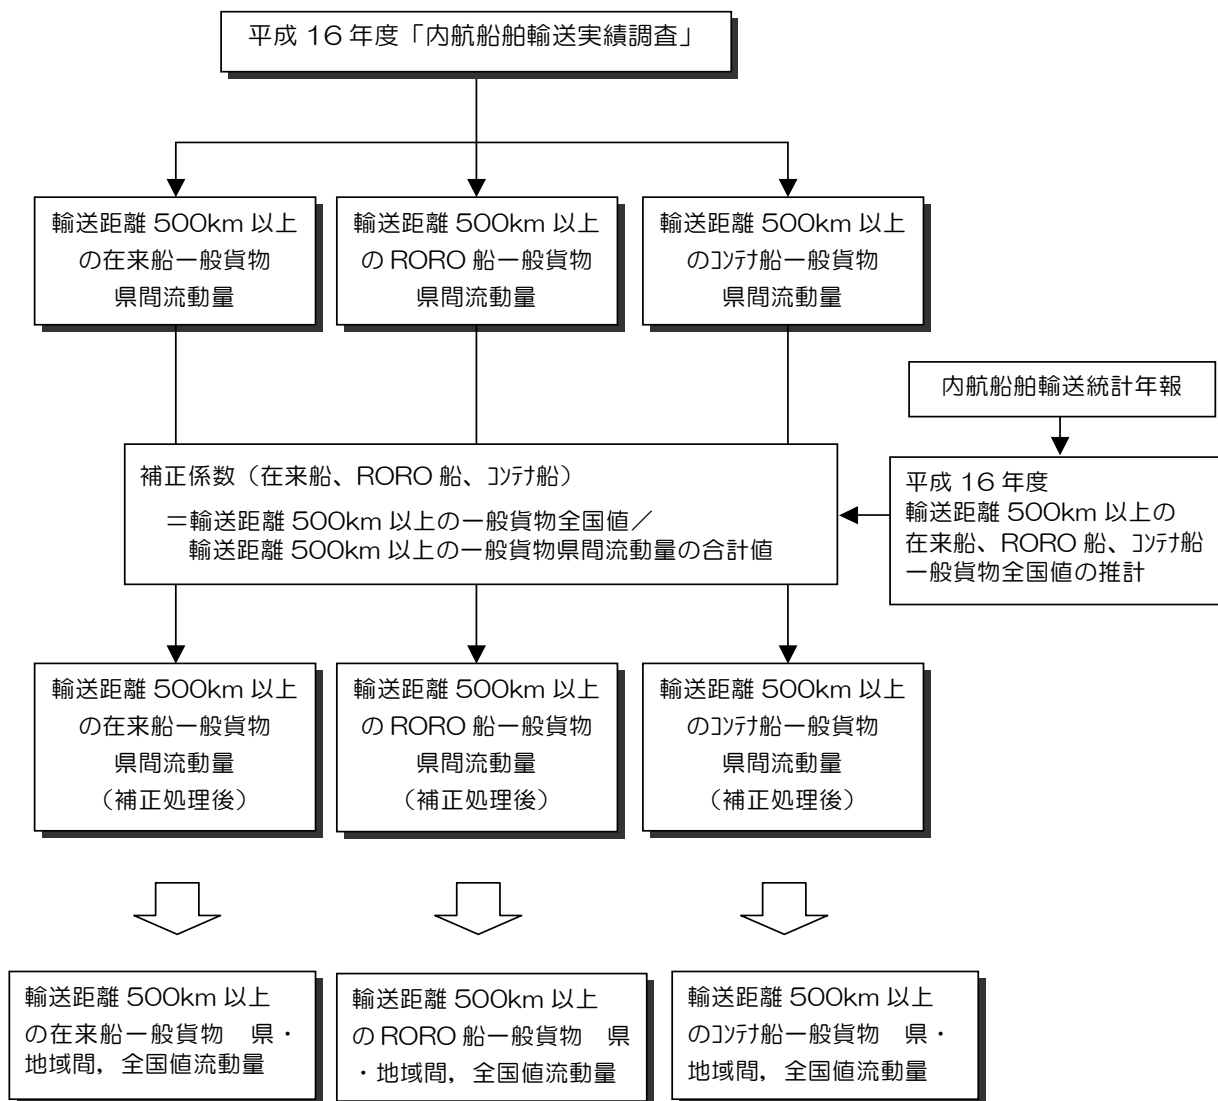 平成 16 年度「内航船舶輸送実績調査」
輸送距離 500km 以上
の在来船一般貨物
県間流動量
輸送距離 500km 以上
の RORO 船一般貨物
県間流動量
輸送距離 500km 以上
のｺﾝﾃﾅ船一般貨物
県間流動量
内航船舶輸送統計年報
補正係数（在来船、RORO 船、ｺﾝﾃﾅ船）
＝輸送距離 500km 以上の一般貨物全国値／
輸送距離 500km 以上の一般貨物県間流動量の合計値
平成 16 年度
輸送距離 500km 以上の
在来船、RORO 船、ｺﾝﾃﾅ船
一般貨物全国値の推計
輸送距離 500km 以上
の在来船一般貨物
県間流動量
（補正処理後）
輸送距離 500km 以上
の RORO 船一般貨物
県間流動量
（補正処理後）
輸送距離 500km 以上
のｺﾝﾃﾅ船一般貨物
県間流動量
（補正処理後）
輸送距離 500km 以上
の在来船一般貨物　県・
地域間，全国値流動量
輸送距離 500km 以上
の RORO 船一般貨物　県
・地域間，全国値流動量
輸送距離 500km 以上
のｺﾝﾃﾅ船一般貨物　県・
地域間，全国値流動量